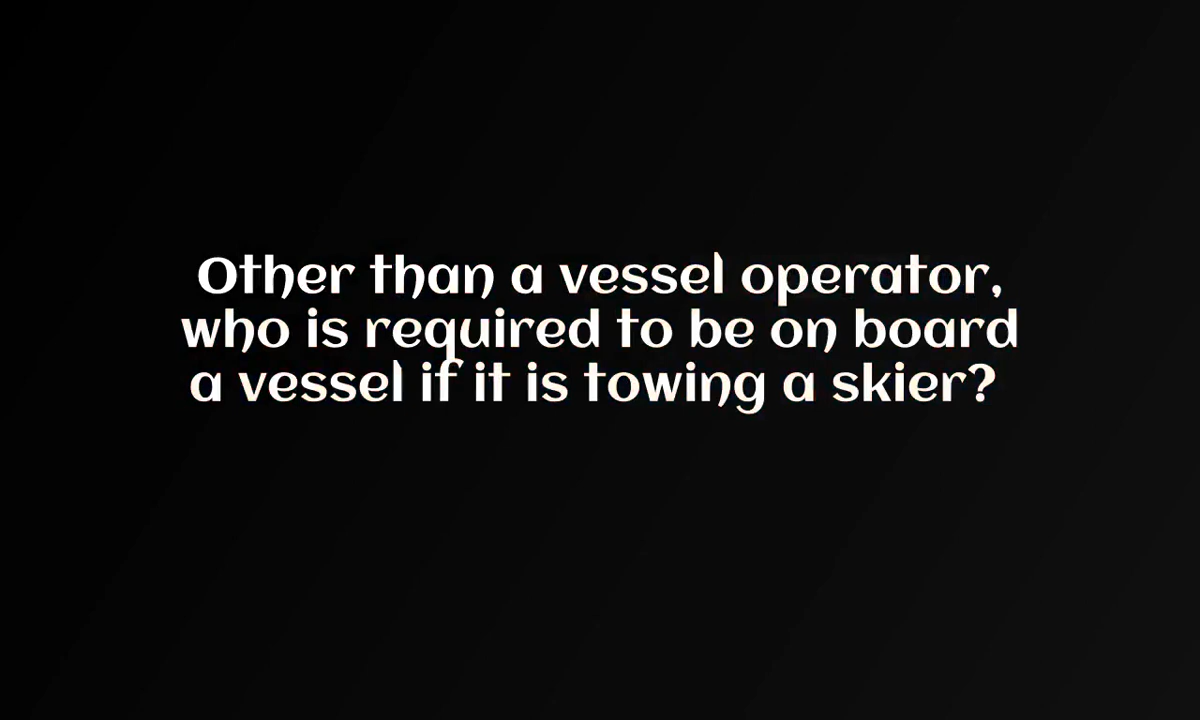 Other than a vessel operator,
who is required to be on board
a vessel if it is towing a skier?